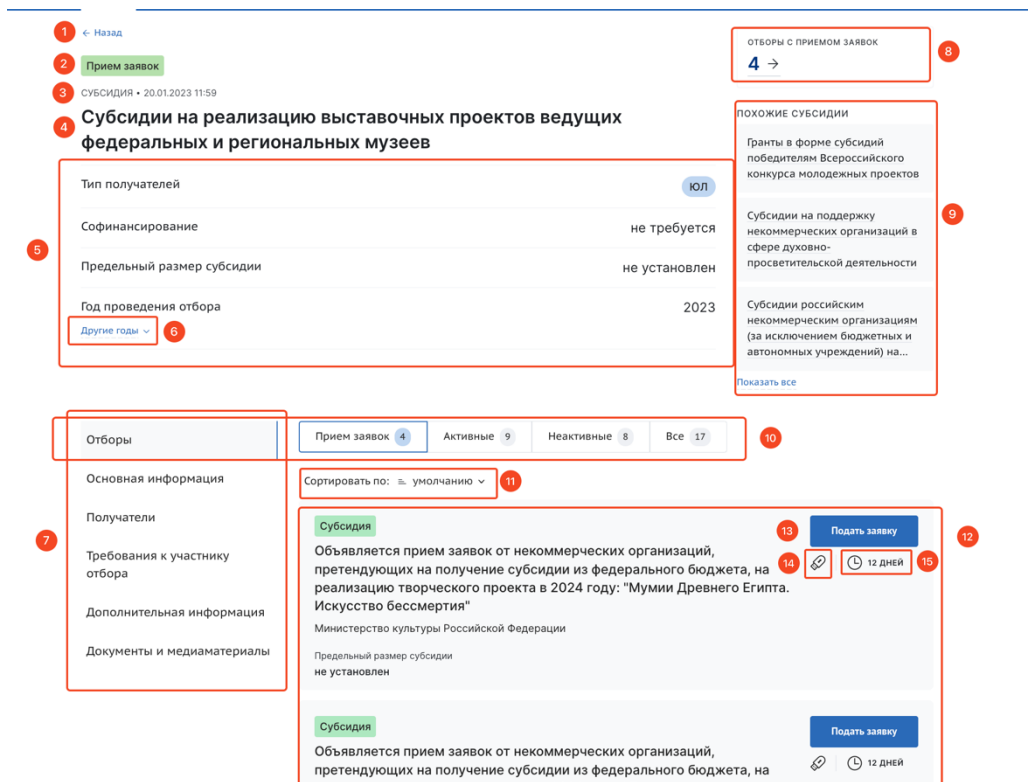 1 ← Назад
2 Прием заявок
3 СУБСИДИЯ • 20.01.2023 11:59
4 Субсидии на реализацию выставочных проектов ведущих
федеральных и региональных музеев
5
Тип получателей ЮЛ
Софинансирование не требуется
Предельный размер субсидии не установлен
Год проведения отбора 2023
Другие годы 6
ОТБОРЫ С ПРИЕМОМ ЗАЯВОК
4 → 8
ПОХОЖИЕ СУБСИДИИ
Гранты в форме субсидий
победителям Всероссийского
конкурса молодежных проектов
9
Субсидии на поддержку
некоммерческих организаций в
сфере духовно-
просветительской деятельности
Субсидии российским
некоммерческим организациям
(за исключением бюджетных и
автономных учреждений) на...
Показать все
7
Отборы
Основная информация
Получатели
Требования к участнику
отбора
Дополнительная информация
Документы и медиаматериалы
Прием заявок 4 Активные 9 Неактивные 8 Все 17 10
Сортировать по: умолчанию 11
12
Субсидия 13 Подать заявку
Объявляется прием заявок от некоммерческих организаций,
претендующих на получение субсидии из федерального бюджета, на
реализацию творческого проекта в 2024 году: "Мумии Древнего Египта.
Искусство бессмертия"
14 12 ДНЕЙ 15
Министерство культуры Российской Федерации
Предельный размер субсидии
не установлен
Субсидия Подать заявку
Объявляется прием заявок от некоммерческих организаций,
претендующих на получение субсидии из федерального бюджета, на
12 ДНЕЙ